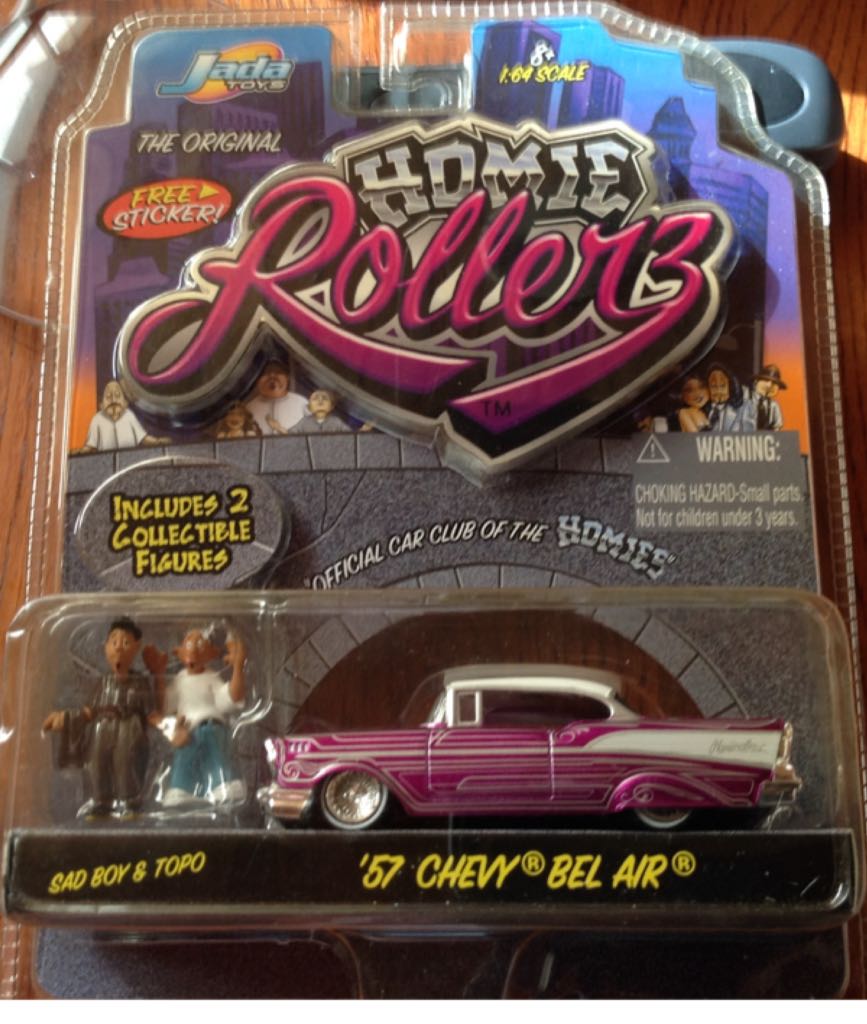 Jada
TOYS
8+
1:64 SCALE
THE ORIGINAL
HOMIE
FREE
STICKER!
Rollerz
TM
WARNING:
CHOKING HAZARD-Small parts.
Not for children under 3 years.
INCLUDES 2
COLLECTIBLE
FIGURES
"OFFICIAL CAR CLUB OF THE HOMIES"
SAD BOY & TOPO
'57 CHEVY® BEL AIR®